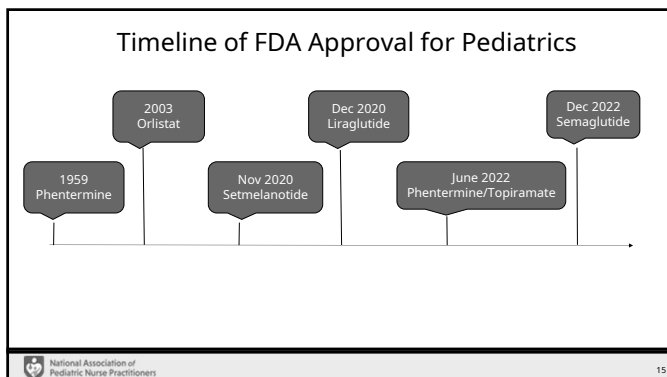 Timeline of FDA Approval for Pediatrics
1959
Phentermine
2003
Orlistat
Nov 2020
Setmelanotide
Dec 2020
Liraglutide
June 2022
Phentermine/Topiramate
Dec 2022
Semaglutide
National Association of
Pediatric Nurse Practitioners
15